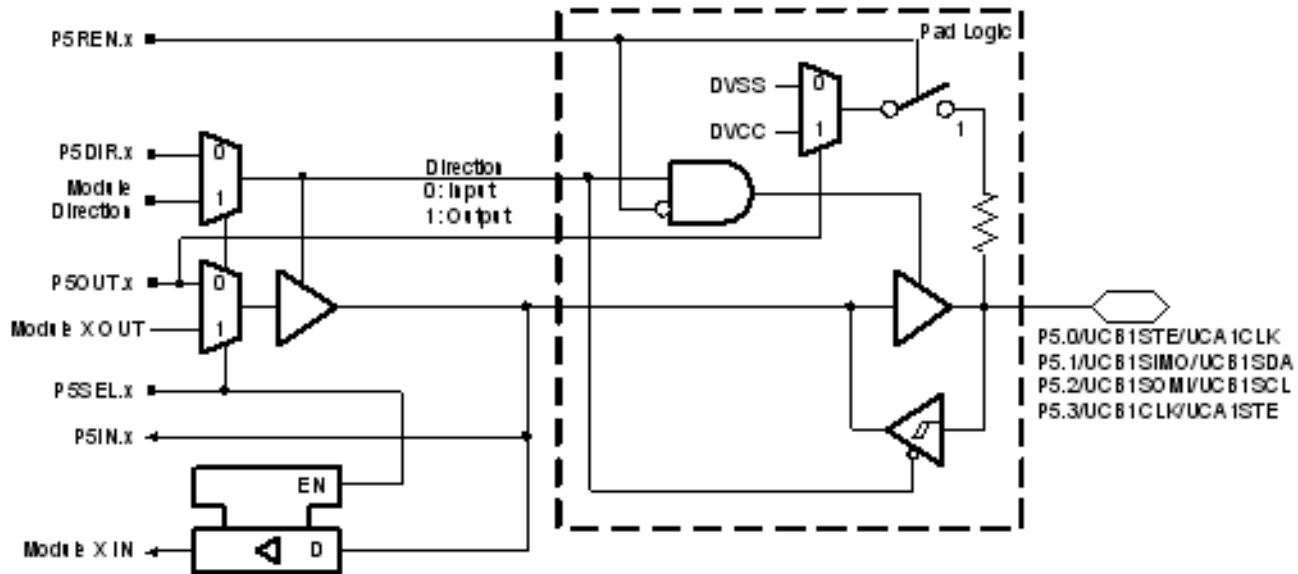 P5REN.x
Pad Logic
DVSS
0
DVCC
1
1
P5DIR.x
0
Module
Direction
1
Direction
0: Input
1: Output
P5OUT.x
0
Module X OUT
1
P5.0/UCB1STE/UCA1CLK
P5.1/UCB1SIMO/UCB1SDA
P5.2/UCB1SOMI/UCB1SCL
P5.3/UCB1CLK/UCA1STE
P5SEL.x
P5IN.x
EN
Module X IN
D